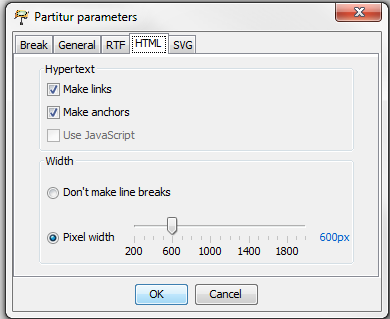 Partitur parameters
Break General RTF HTML SVG
Hypertext
Make links
Make anchors
Use JavaScript
Width
Don't make line breaks
Pixel width 600px
200 600 1000 1400 1800
OK Cancel